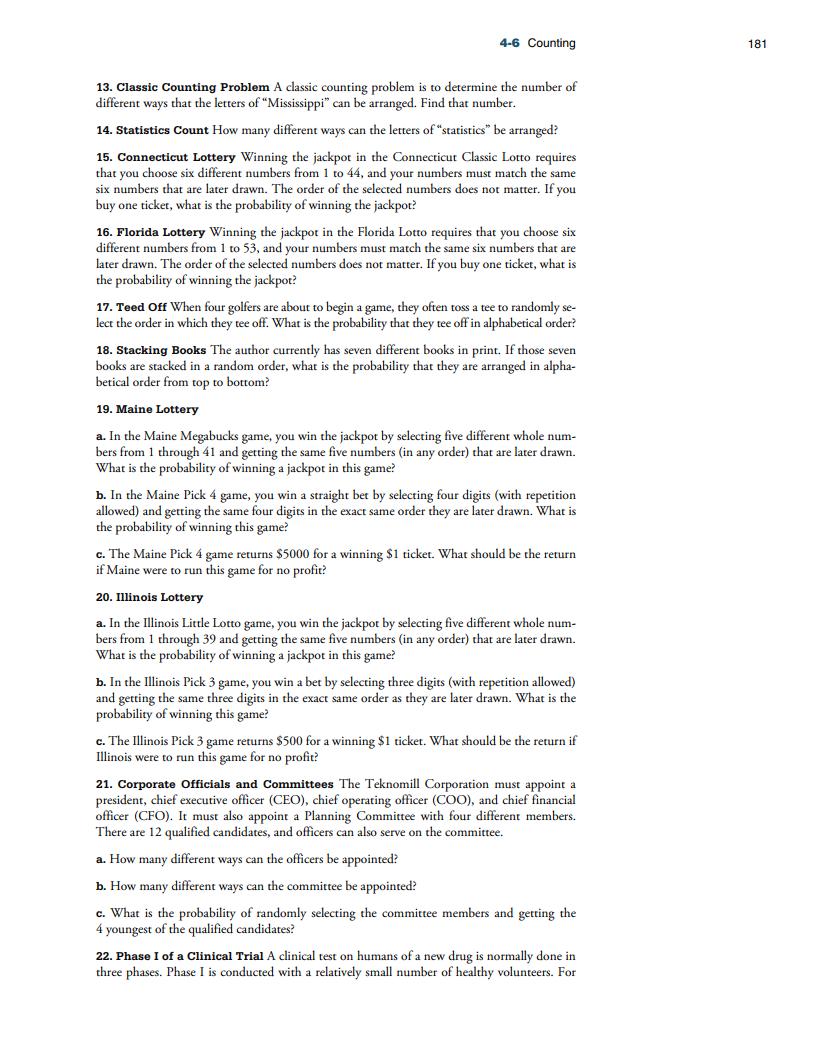 4-6 Counting 181
13. Classic Counting Problem A classic counting problem is to determine the number of
different ways that the letters of “Mississippi” can be arranged. Find that number.
14. Statistics Count How many different ways can the letters of “statistics” be arranged?
15. Connecticut Lottery Winning the jackpot in the Connecticut Classic Lotto requires
that you choose six different numbers from 1 to 44, and your numbers must match the same
six numbers that are later drawn. The order of the selected numbers does not matter. If you
buy one ticket, what is the probability of winning the jackpot?
16. Florida Lottery Winning the jackpot in the Florida Lotto requires that you choose six
different numbers from 1 to 53, and your numbers must match the same six numbers that are
later drawn. The order of the selected numbers does not matter. If you buy one ticket, what is
the probability of winning the jackpot?
17. Teed Off When four golfers are about to begin a game, they often toss a tee to randomly se-
lect the order in which they tee off. What is the probability that they tee off in alphabetical order?
18. Stacking Books The author currently has seven different books in print. If those seven
books are stacked in a random order, what is the probability that they are arranged in alpha-
betical order from top to bottom?
19. Maine Lottery
a. In the Maine Megabucks game, you win the jackpot by selecting five different whole num-
bers from 1 through 41 and getting the same five numbers (in any order) that are later drawn.
What is the probability of winning a jackpot in this game?
b. In the Maine Pick 4 game, you win a straight bet by selecting four digits (with repetition
allowed) and getting the same four digits in the exact same order they are later drawn. What is
the probability of winning this game?
c. The Maine Pick 4 game returns $5000 for a winning $1 ticket. What should be the return
if Maine were to run this game for no profit?
20. Illinois Lottery
a. In the Illinois Little Lotto game, you win the jackpot by selecting five different whole num-
bers from 1 through 39 and getting the same five numbers (in any order) that are later drawn.
What is the probability of winning a jackpot in this game?
b. In the Illinois Pick 3 game, you win a bet by selecting three digits (with repetition allowed)
and getting the same three digits in the exact same order as they are later drawn. What is the
probability of winning this game?
c. The Illinois Pick 3 game returns $500 for a winning $1 ticket. What should be the return if
Illinois were to run this game for no profit?
21. Corporate Officials and Committees The Teknomill Corporation must appoint a
president, chief executive officer (CEO), chief operating officer (COO), and chief financial
officer (CFO). It must also appoint a Planning Committee with four different members.
There are 12 qualified candidates, and officers can also serve on the committee.
a. How many different ways can the officers be appointed?
b. How many different ways can the committee be appointed?
c. What is the probability of randomly selecting the committee members and getting the
4 youngest of the qualified candidates?
22. Phase I of a Clinical Trial A clinical test on humans of a new drug is normally done in
three phases. Phase I is conducted with a relatively small number of healthy volunteers. For